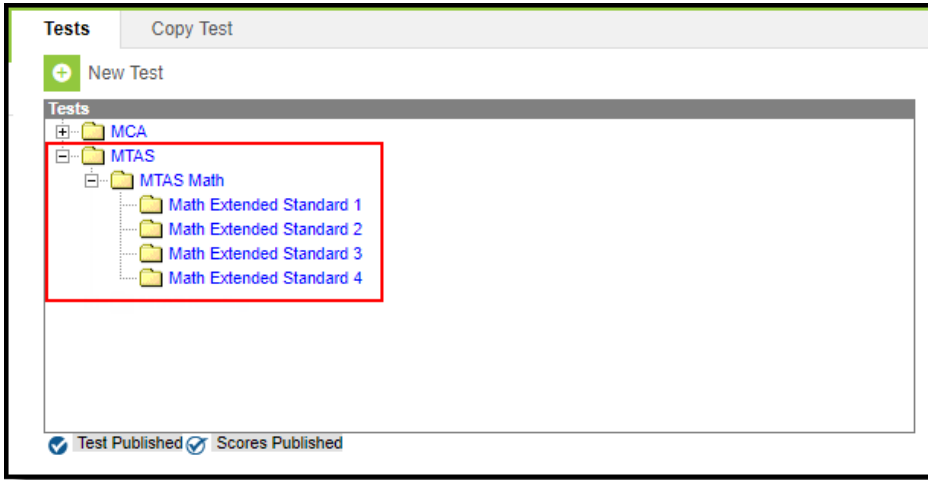 Tests Copy Test
New Test
Tests
MCA
MTAS
MTAS Math
Math Extended Standard 1
Math Extended Standard 2
Math Extended Standard 3
Math Extended Standard 4
Test Published Scores Published